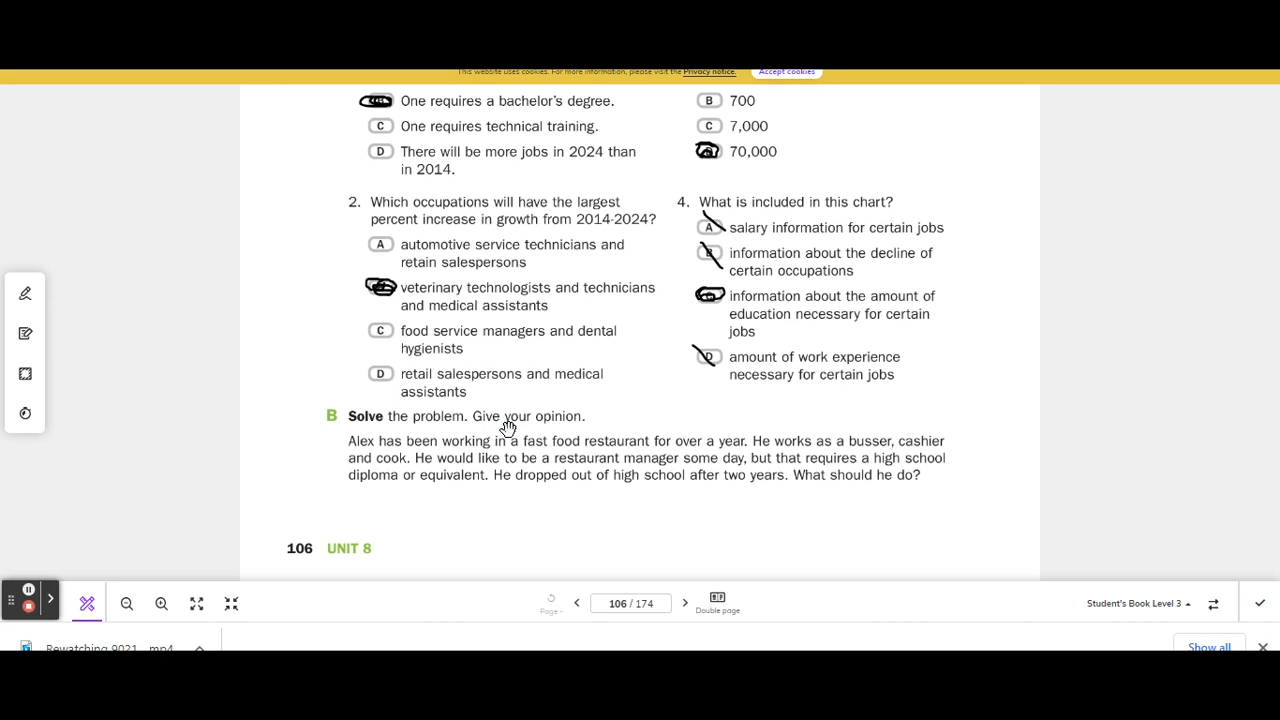 This website uses cookies. For more information, please visit the Privacy notice.
Accept cookies
One requires a bachelor's degree.
C One requires technical training.
D There will be more jobs in 2024 than
in 2014.
2. Which occupations will have the largest
percent increase in growth from 2014-2024?
A automotive service technicians and
retain salespersons
veterinary technologists and technicians
and medical assistants
C food service managers and dental
hygienists
D retail salespersons and medical
assistants
B 700
C 7,000
70,000
4. What is included in this chart?
A salary information for certain jobs
B information about the decline of
certain occupations
information about the amount of
education necessary for certain
jobs
D amount of work experience
necessary for certain jobs
B Solve the problem. Give your opinion.
Alex has been working in a fast food restaurant for over a year. He works as a busser, cashier
and cook. He would like to be a restaurant manager some day, but that requires a high school
diploma or equivalent. He dropped out of high school after two years. What should he do?
106 UNIT 8
Page -
106 / 174
Double page
Student's Book Level 3
Rewatching 9021....mp4
Show all